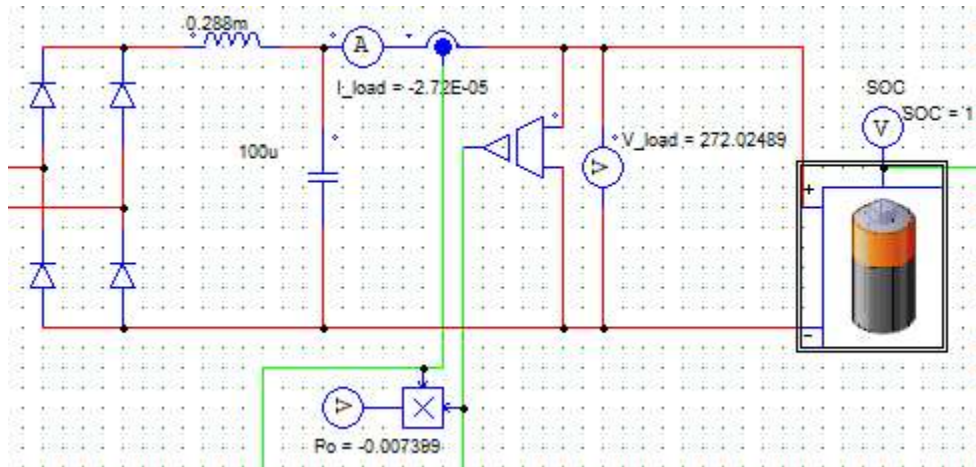 0.288m
A
I_load = -2.72E-05
SOC
SOC = 1
V
100u
V_load = 272.02489
V
+
-
V
Po = -0.007399